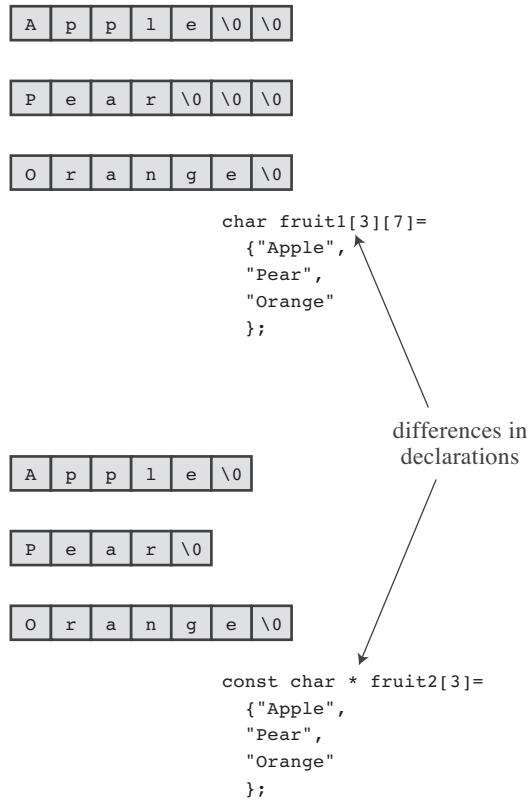 A p p l e \0 \0
P e a r \0 \0 \0
O r a n g e \0
char fruit1[3][7]=
{"Apple",
"Pear",
"Orange"
};
differences in
declarations
A p p l e \0
P e a r \0
O r a n g e \0
const char * fruit2[3]=
{"Apple",
"Pear",
"Orange"
};